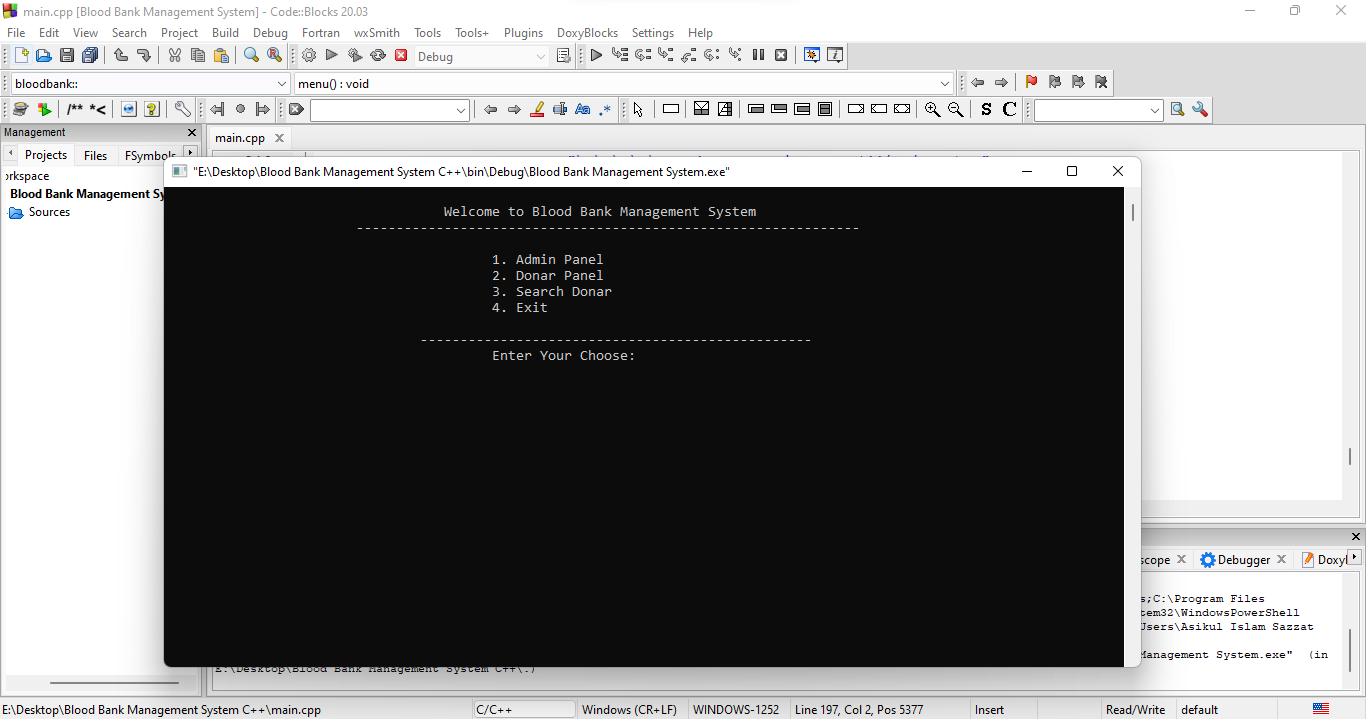 main.cpp [Blood Bank Management System] - Code::Blocks 20.03
File Edit View Search Project Build Debug Fortran wxSmith Tools Tools+ Plugins DoxyBlocks Settings Help
Debug
bloodbank:: menu() : void
/** *< Aa .* S C
Management
main.cpp
Projects Files FSymbols
"E:\Desktop\Blood Bank Management System C++\bin\Debug\Blood Bank Management System.exe"
Blood Bank Management Sy
Sources
Welcome to Blood Bank Management System
---------------------------------------------------------------
1. Admin Panel
2. Donar Panel
3. Search Donar
4. Exit
-------------------------------------------------
Enter Your Choose:
Debugger
s;C:\Program Files
tem32\WindowsPowerShell
Users\Asikul Islam Sazzat
Management System.exe" (in
E:\Desktop\Blood Bank Management System C++\.)
E:\Desktop\Blood Bank Management System C++\main.cpp C/C++ Windows (CR+LF) WINDOWS-1252 Line 197, Col 2, Pos 5377 Insert Read/Write default